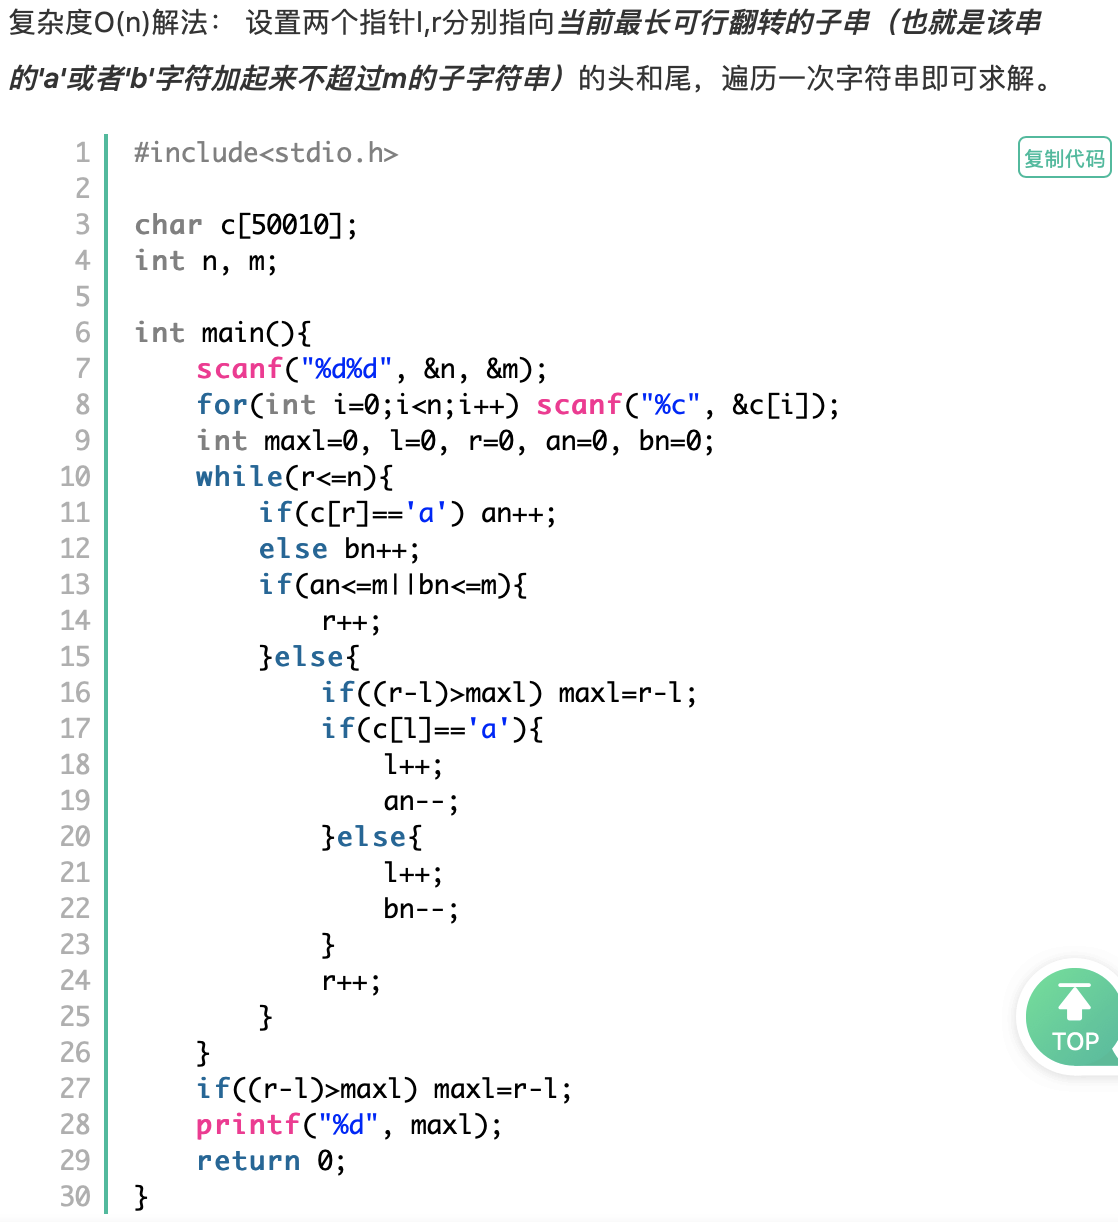 复杂度O(n)解法： 设置两个指针l,r分别指向当前最长可行翻转的子串（也就是该串
的'a'或者'b'字符加起来不超过m的子字符串）的头和尾，遍历一次字符串即可求解。
复制代码
1 #include<stdio.h>
2
3 char c[50010];
4 int n, m;
5
6 int main(){
7     scanf("%d%d", &n, &m);
8     for(int i=0;i<n;i++) scanf("%c", &c[i]);
9     int maxl=0, l=0, r=0, an=0, bn=0;
10     while(r<=n){
11         if(c[r]=='a') an++;
12         else bn++;
13         if(an<=m||bn<=m){
14             r++;
15         }else{
16             if((r-l)>maxl) maxl=r-l;
17             if(c[l]=='a'){
18                 l++;
19                 an--;
20             }else{
21                 l++;
22                 bn--;
23             }
24             r++;
25         }
26     }
27     if((r-l)>maxl) maxl=r-l;
28     printf("%d", maxl);
29     return 0;
30 }
TOP